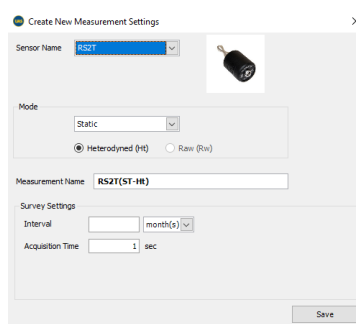 Create New Measurement Settings
Sensor Name RS2T
Mode
Static
Heterodyned (Ht) Raw (Rw)
Measurement Name RS2T(ST-Ht)
Survey Settings
Interval month(s)
Acquisition Time 1 sec
Save